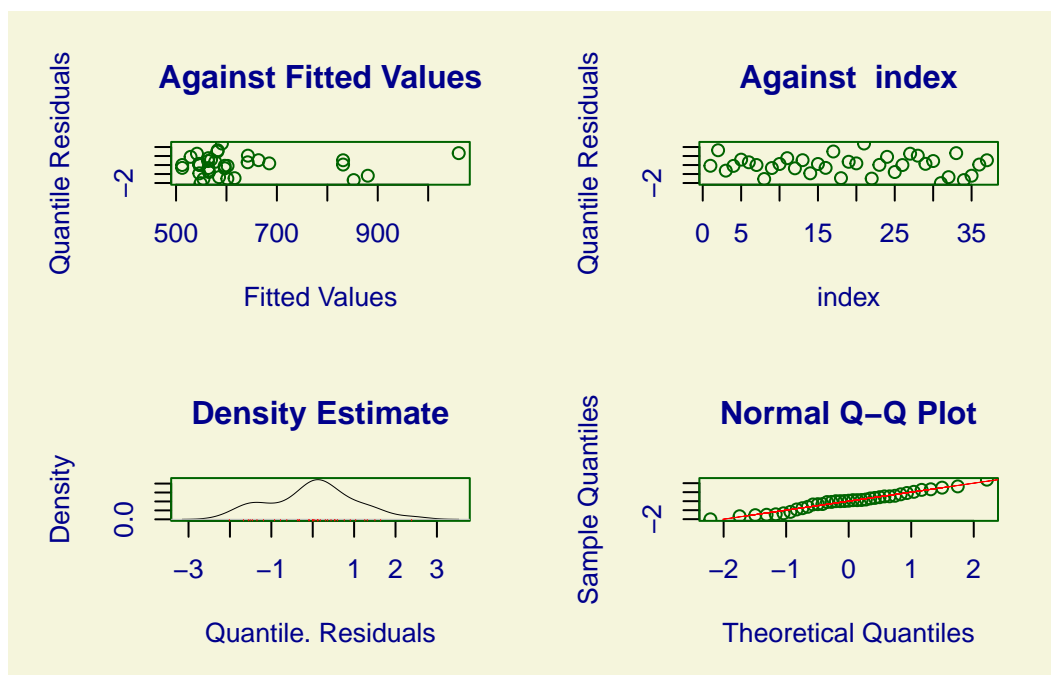 Against Fitted Values
Quantile Residuals
−2
500 700 900
Fitted Values
Against index
Quantile Residuals
−2
0 5 15 25 35
index
Density Estimate
Density
0.0
−3 −1 1 2 3
Quantile. Residuals
Normal Q−Q Plot
Sample Quantiles
−2
−2 −1 0 1 2
Theoretical Quantiles